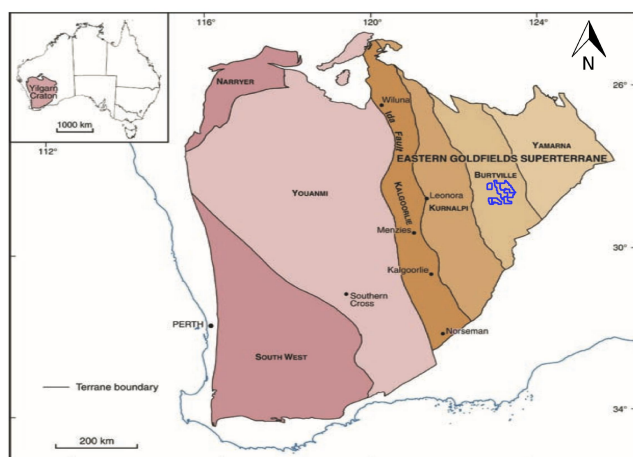 116°
120°
124°
N
Yilgarn
Craton
1000 km
112°
26°
30°
34°
NARRYER
Wiluna
Ida Fault
YAMARNA
EASTERN GOLDFIELDS SUPERTERRANE
BURTVILLE
YOUANMI
KALGOORLIE
Leonora
KURNALPI
Menzies
Kalgoorlie
Southern
Cross
PERTH
Norseman
SOUTH WEST
Terrane boundary
200 km